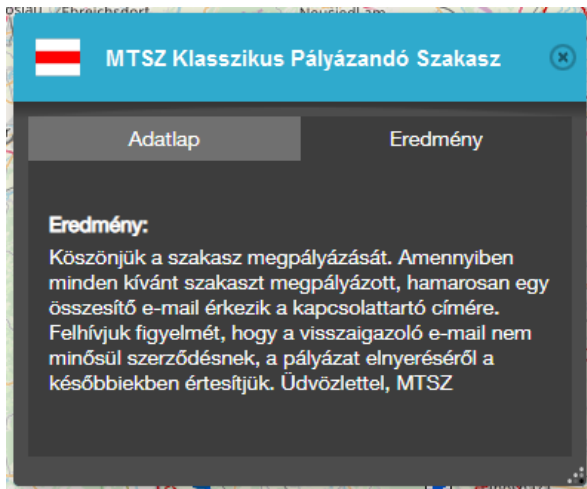 Ebreichsdorf
MTSZ Klasszikus Pályázandó Szakasz
Adatlap
Eredmény
Eredmény:
Köszönjük a szakasz megpályázását. Amennyiben
minden kívánt szakaszt megpályázott, hamarosan egy
összesítő e-mail érkezik a kapcsolattartó címére.
Felhívjuk figyelmét, hogy a visszaigazoló e-mail nem
minősül szerződésnek, a pályázat elnyeréséről a
későbbiekben értesítjük. Üdvözlettel, MTSZ